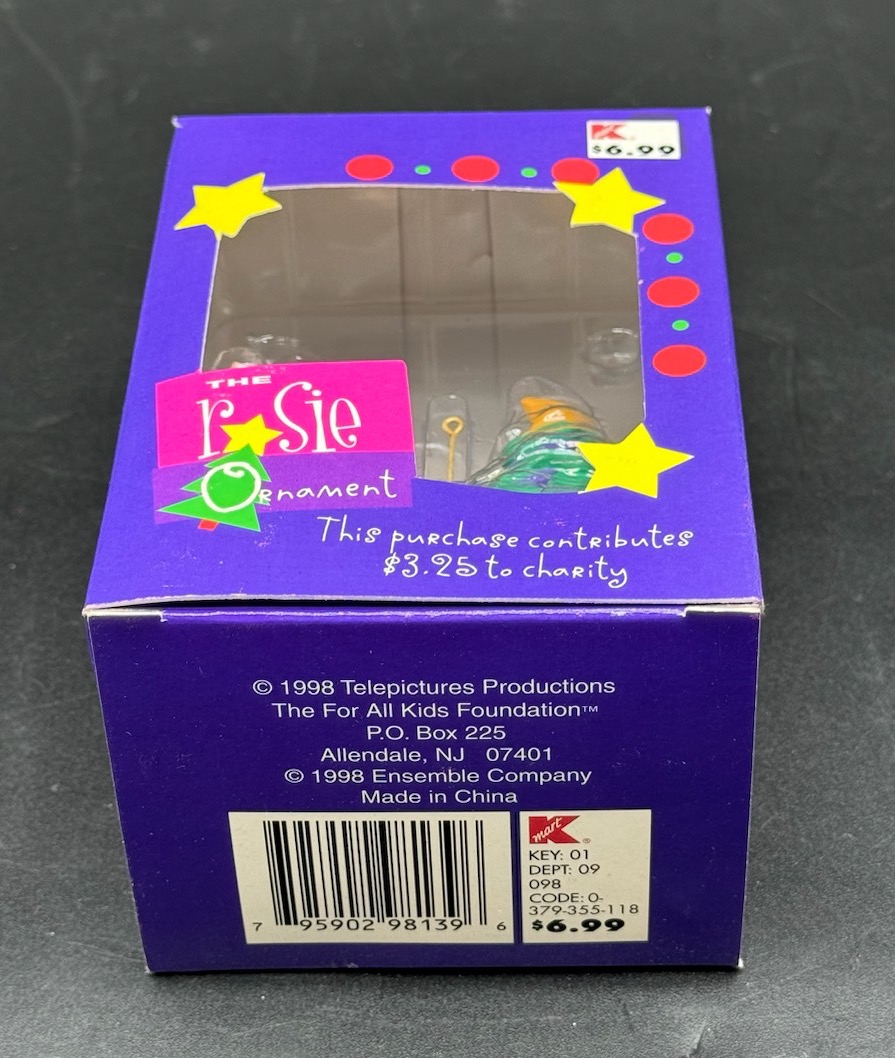 K®
$6.99
THE
rosie
Ornament
This purchase contributes
$3.25 to charity
© 1998 Telepictures Productions
The For All Kids Foundation™
P.O. Box 225
Allendale, NJ 07401
© 1998 Ensemble Company
Made in China
7 95902 98139 6
Kmart®
KEY: 01
DEPT: 09
098
CODE: 0-
379-355-118
$6.99